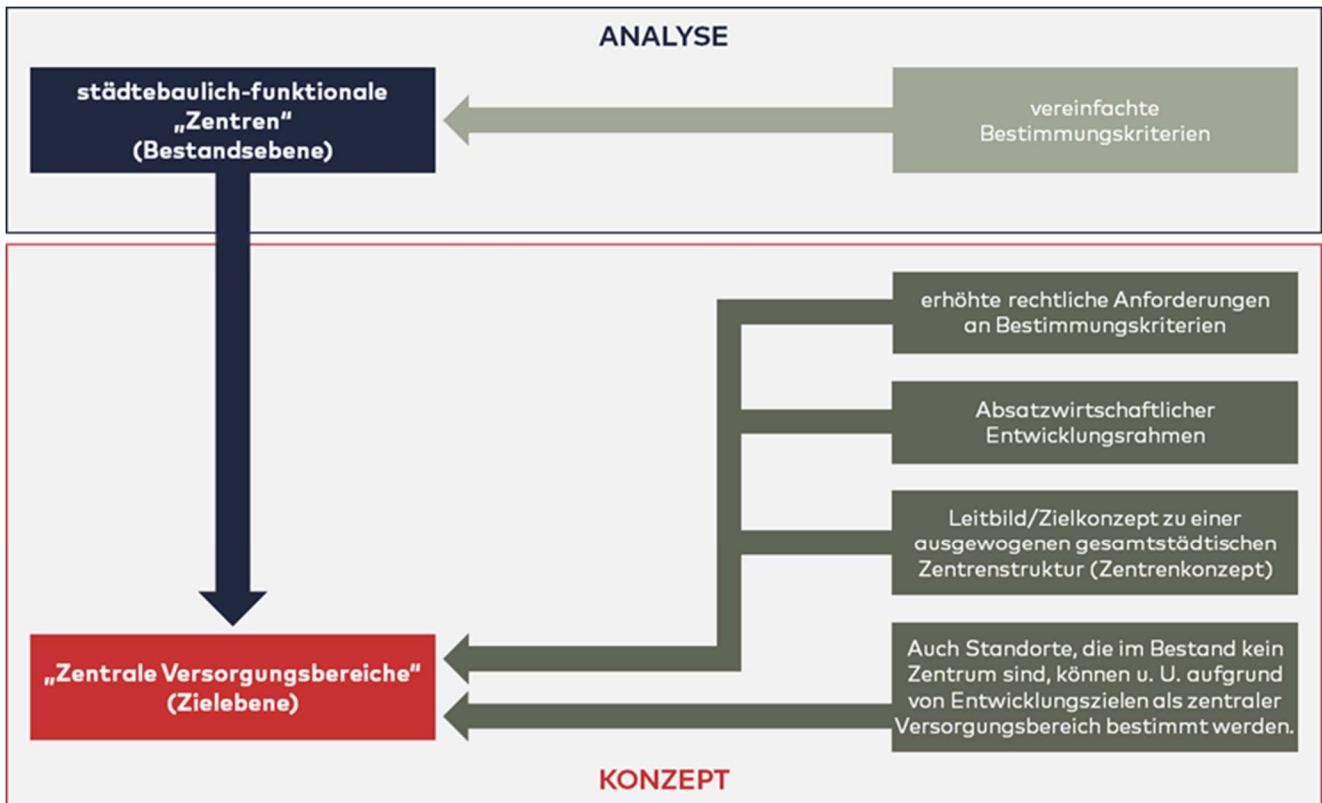 ANALYSE
städtebaulich-funktionale
„Zentren“
(Bestandsebene)
vereinfachte
Bestimmungskriterien
erhöhte rechtliche Anforderungen
an Bestimmungskriterien
Absatzwirtschaftlicher
Entwicklungsrahmen
Leitbild/Zielkonzept zu einer
ausgewogenen gesamtstädtischen
Zentrenstruktur (Zentrenkonzept)
„Zentrale Versorgungsbereiche“
(Zielebene)
Auch Standorte, die im Bestand kein
Zentrum sind, können u. U. aufgrund
von Entwicklungszielen als zentraler
Versorgungsbereich bestimmt werden.
KONZEPT